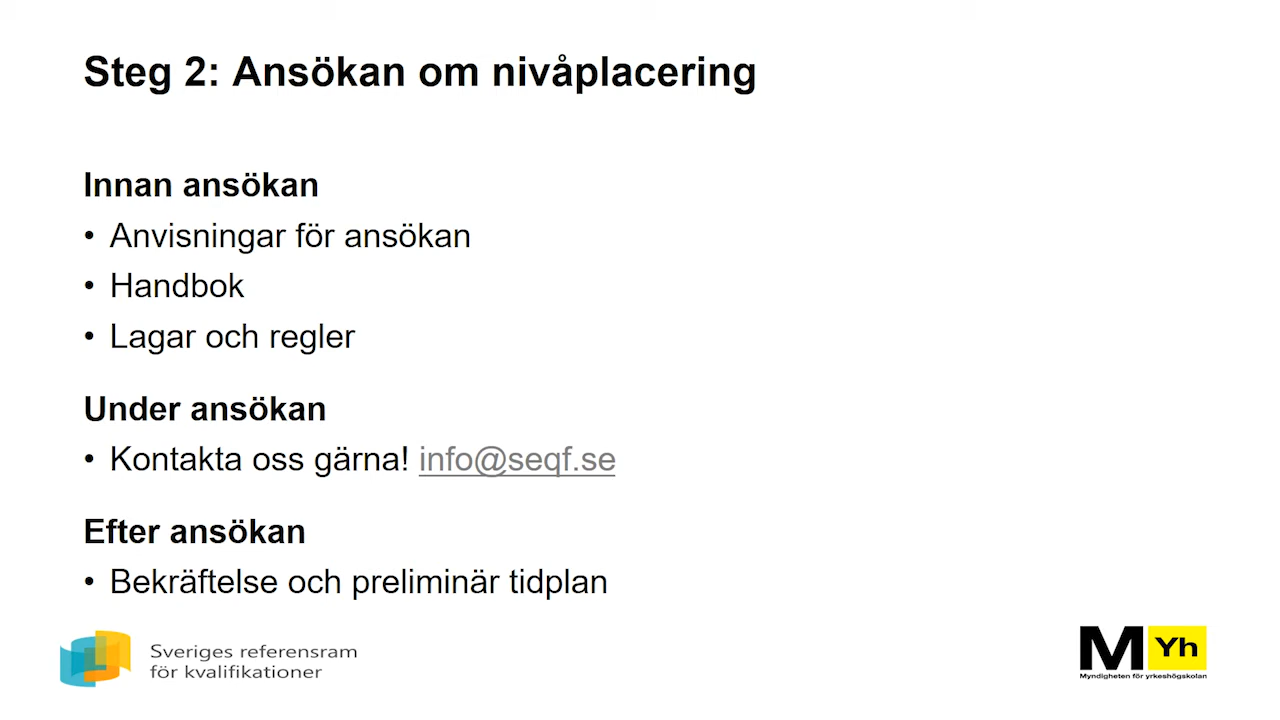 Steg 2: Ansökan om nivåplacering
Innan ansökan
• Anvisningar för ansökan
• Handbok
• Lagar och regler
Under ansökan
• Kontakta oss gärna! info@seqf.se
Efter ansökan
• Bekräftelse och preliminär tidplan
Sveriges referensram
för kvalifikationer
M Yh
Myndigheten för yrkeshögskolan